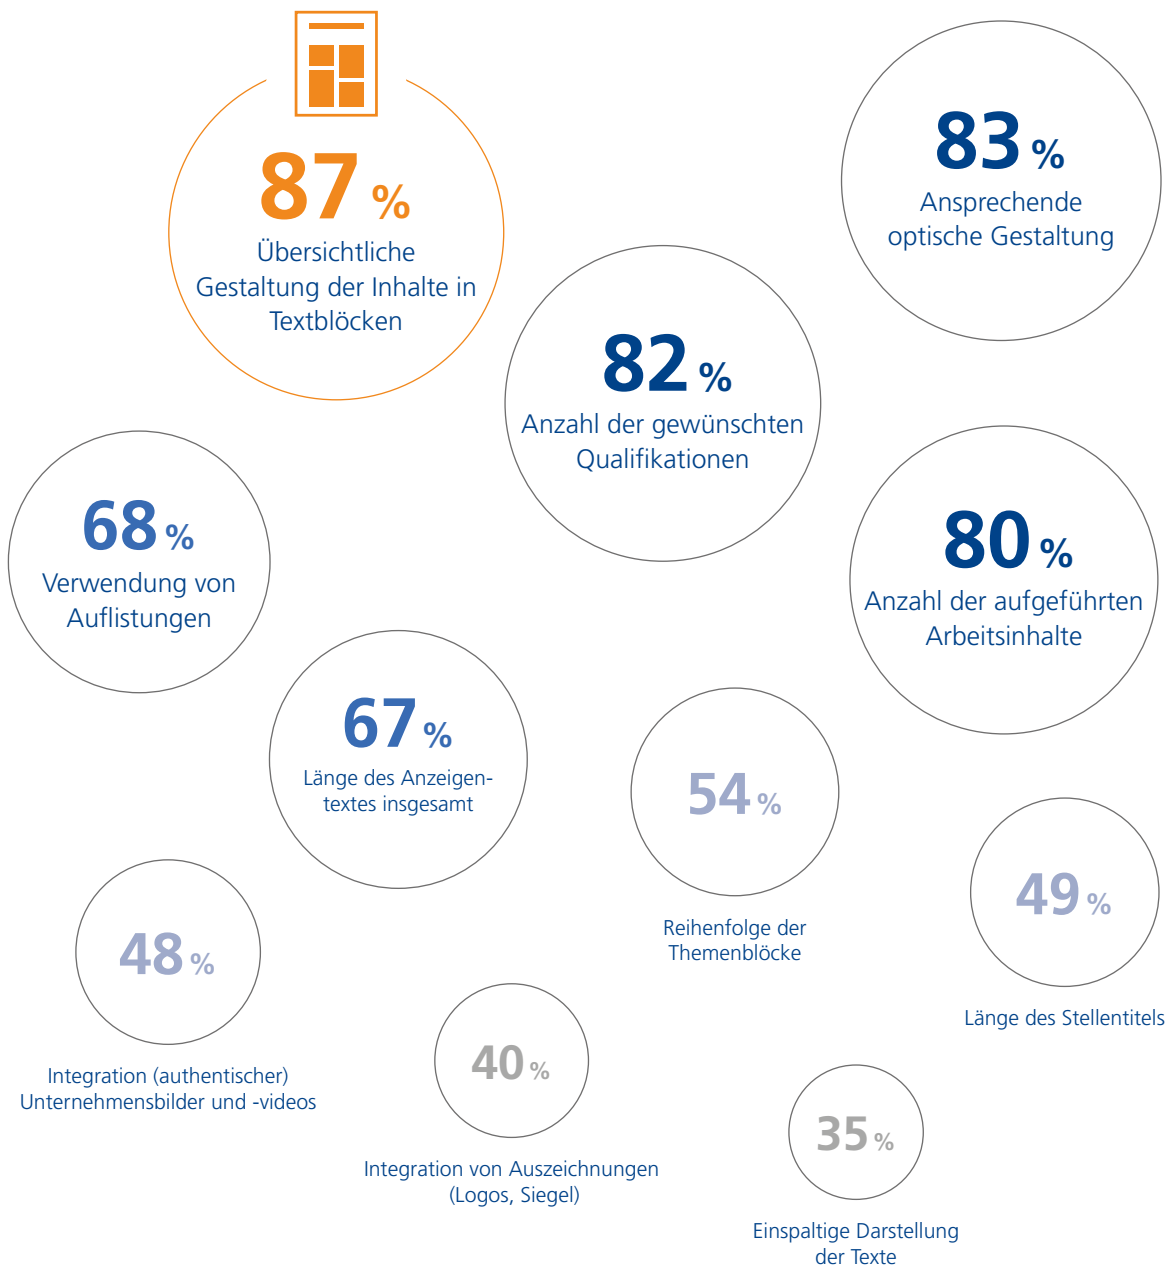 87 %
Übersichtliche
Gestaltung der Inhalte in
Textblöcken
83 %
Ansprechende
optische Gestaltung
82 %
Anzahl der gewünschten
Qualifikationen
80 %
Anzahl der aufgeführten
Arbeitsinhalte
68 %
Verwendung von
Auflistungen
67 %
Länge des Anzeigen-
textes insgesamt
54 %
Reihenfolge der
Themenblöcke
49 %
Länge des Stellentitels
48 %
Integration (authentischer)
Unternehmensbilder und -videos
40 %
Integration von Auszeichnungen
(Logos, Siegel)
35 %
Einspaltige Darstellung
der Texte